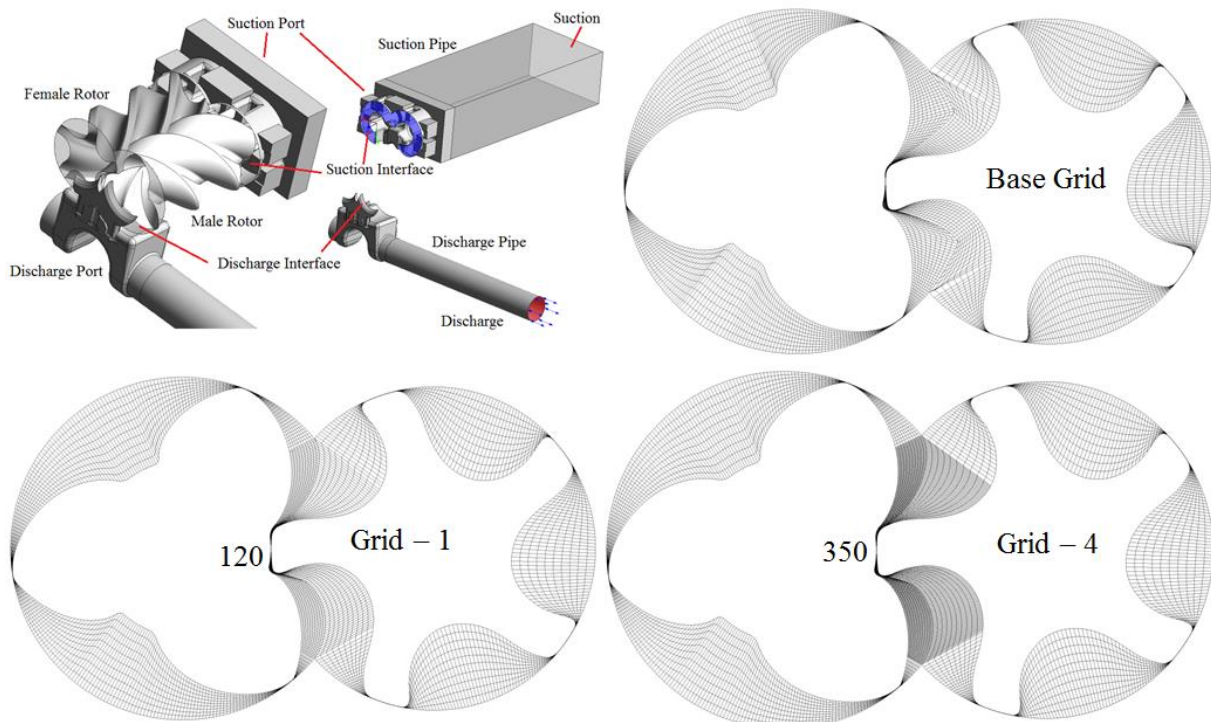 Suction Port
Suction
Suction Pipe
Female Rotor
Suction Interface
Male Rotor
Discharge Pipe
Discharge Interface
Discharge Port
Discharge
Base Grid
120
Grid – 1
350
Grid – 4